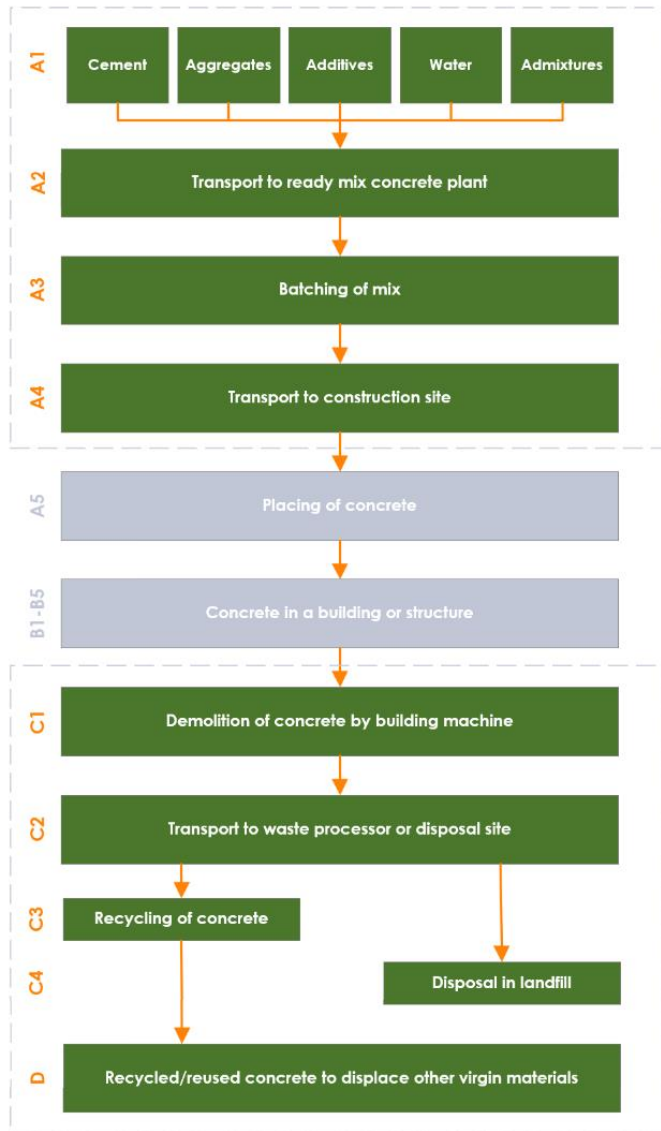 A1
Cement
Aggregates
Additives
Water
Admixtures
A2
Transport to ready mix concrete plant
A3
Batching of mix
A4
Transport to construction site
A5
Placing of concrete
B1-B5
Concrete in a building or structure
C1
Demolition of concrete by building machine
C2
Transport to waste processor or disposal site
C3
Recycling of concrete
C4
Disposal in landfill
D
Recycled/reused concrete to displace other virgin materials